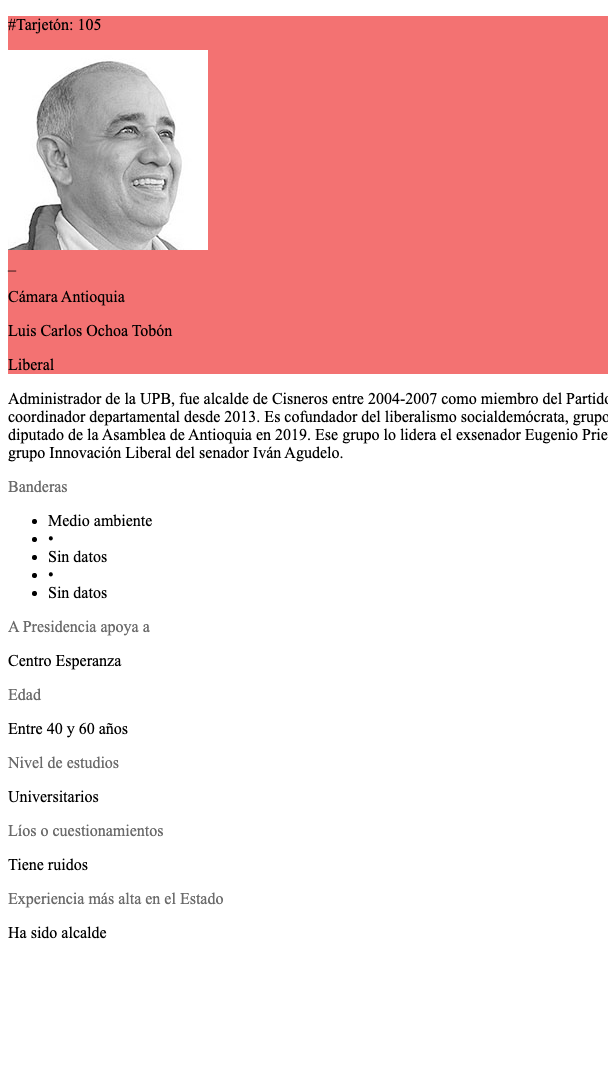 #Tarjetón: 105
_
Cámara Antioquia
Luis Carlos Ochoa Tobón
Liberal
Administrador de la UPB, fue alcalde de Cisneros entre 2004-2007 como miembro del
coordinador departamental desde 2013. Es cofundador del liberalismo socialdemócrata,
diputado de la Asamblea de Antioquia en 2019. Ese grupo lo lidera el exsenador Eugenio
grupo Innovación Liberal del senador Iván Agudelo.
Banderas
• Medio ambiente
• •
• Sin datos
• •
• Sin datos
A Presidencia apoya a
Centro Esperanza
Edad
Entre 40 y 60 años
Nivel de estudios
Universitarios
Líos o cuestionamientos
Tiene ruidos
Experiencia más alta en el Estado
Ha sido alcalde